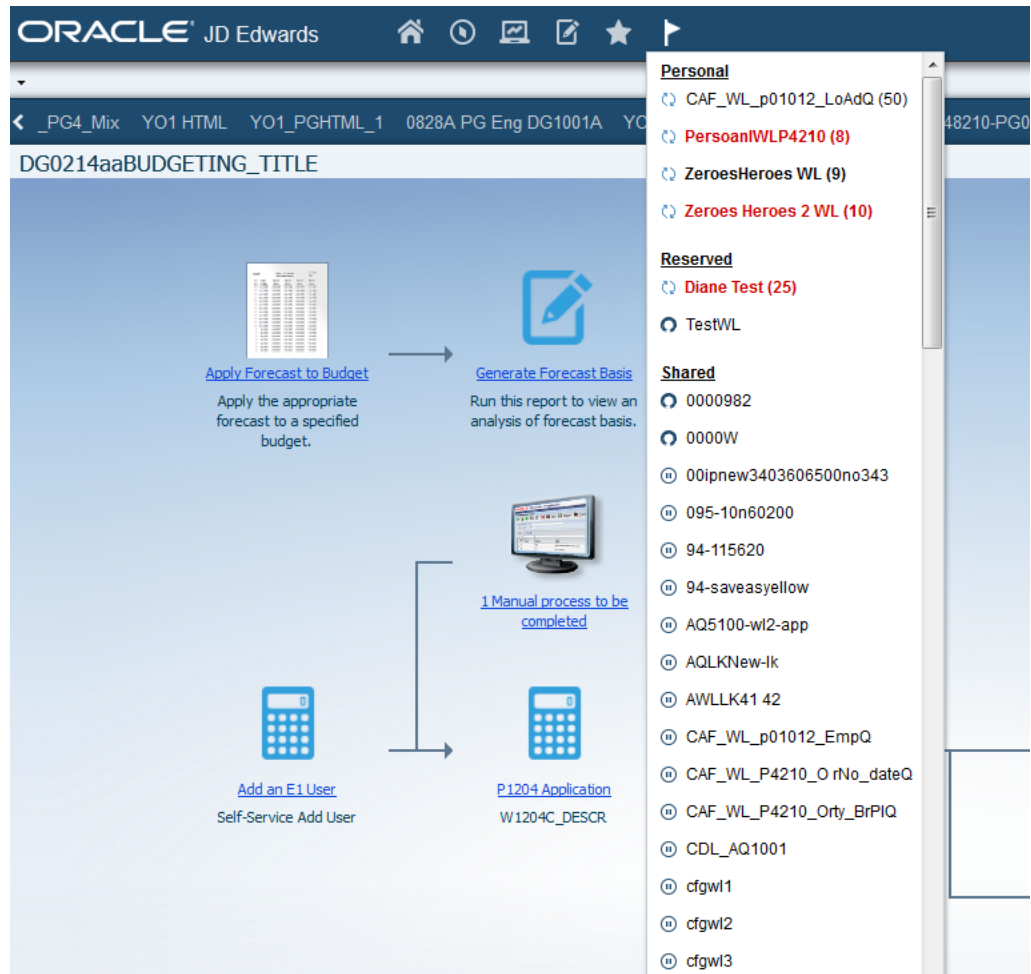 ORACLE JD Edwards
_PG4_Mix YO1 HTML YO1_PGHTML_1 0828A PG Eng DG1001A YO 48210-PG0
DG0214aaBUDGETING_TITLE
Apply Forecast to Budget
Apply the appropriate
forecast to a specified
budget.
Generate Forecast Basis
Run this report to view an
analysis of forecast basis.
1 Manual process to be
completed
Add an E1 User
Self-Service Add User
P1204 Application
W1204C_DESCR
Personal
CAF_WL_p01012_LoAdQ (50)
PersoanlWLP4210 (8)
ZeroesHeroes WL (9)
Zeroes Heroes 2 WL (10)
Reserved
Diane Test (25)
TestWL
Shared
0000982
0000W
00ipnew3403606500no343
095-10n60200
94-115620
94-saveasyellow
AQ5100-wl2-app
AQLKNew-lk
AWLLK41 42
CAF_WL_p01012_EmpQ
CAF_WL_P4210_O rNo_dateQ
CAF_WL_P4210_Orty_BrPlQ
CDL_AQ1001
cfgwl1
cfgwl2
cfgwl3